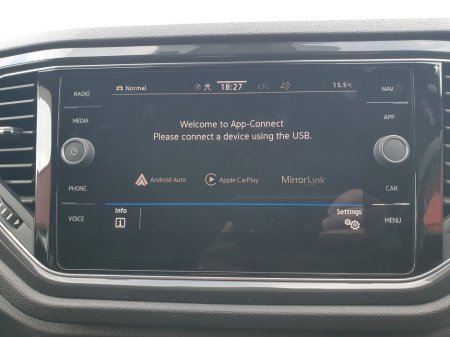 RADIO
MEDIA
PHONE
VOICE
Normal 18:27 ETC 15.5°C
Welcome to App-Connect
Please connect a device using the USB.
Android Auto Apple CarPlay MirrorLink
Info Settings
NAV
APP
CAR
MENU